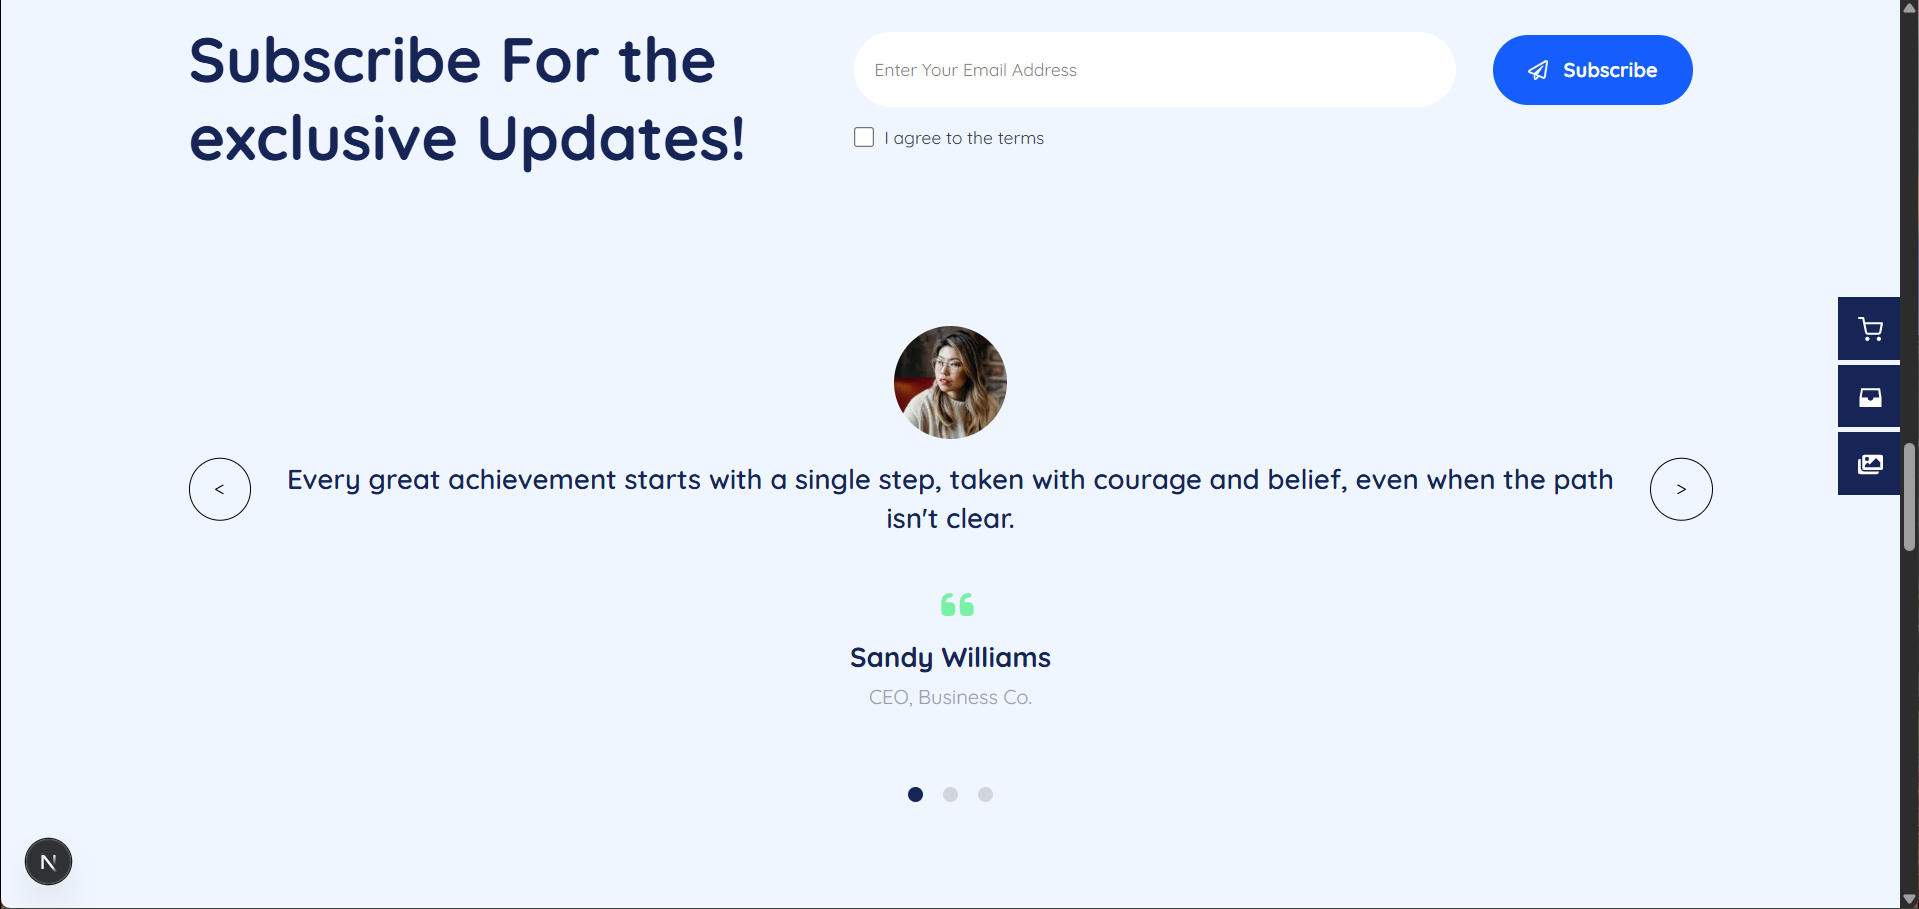 Subscribe For the
exclusive Updates!
Enter Your Email Address
Subscribe
I agree to the terms
<
Every great achievement starts with a single step, taken with courage and belief, even when the path
isn't clear.
>
Sandy Williams
CEO, Business Co.
N